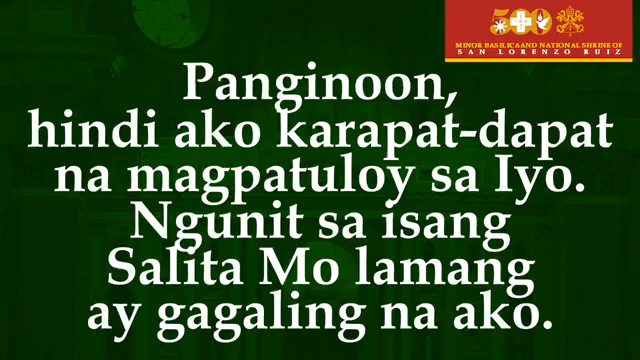 500
MINOR BASILICA AND NATIONAL SHRINE OF
SAN LORENZO RUIZ
Panginoon,
hindi ako karapat-dapat
na magpatuloy sa Iyo.
Ngunit sa isang
Salita Mo lamang
ay gagaling na ako.